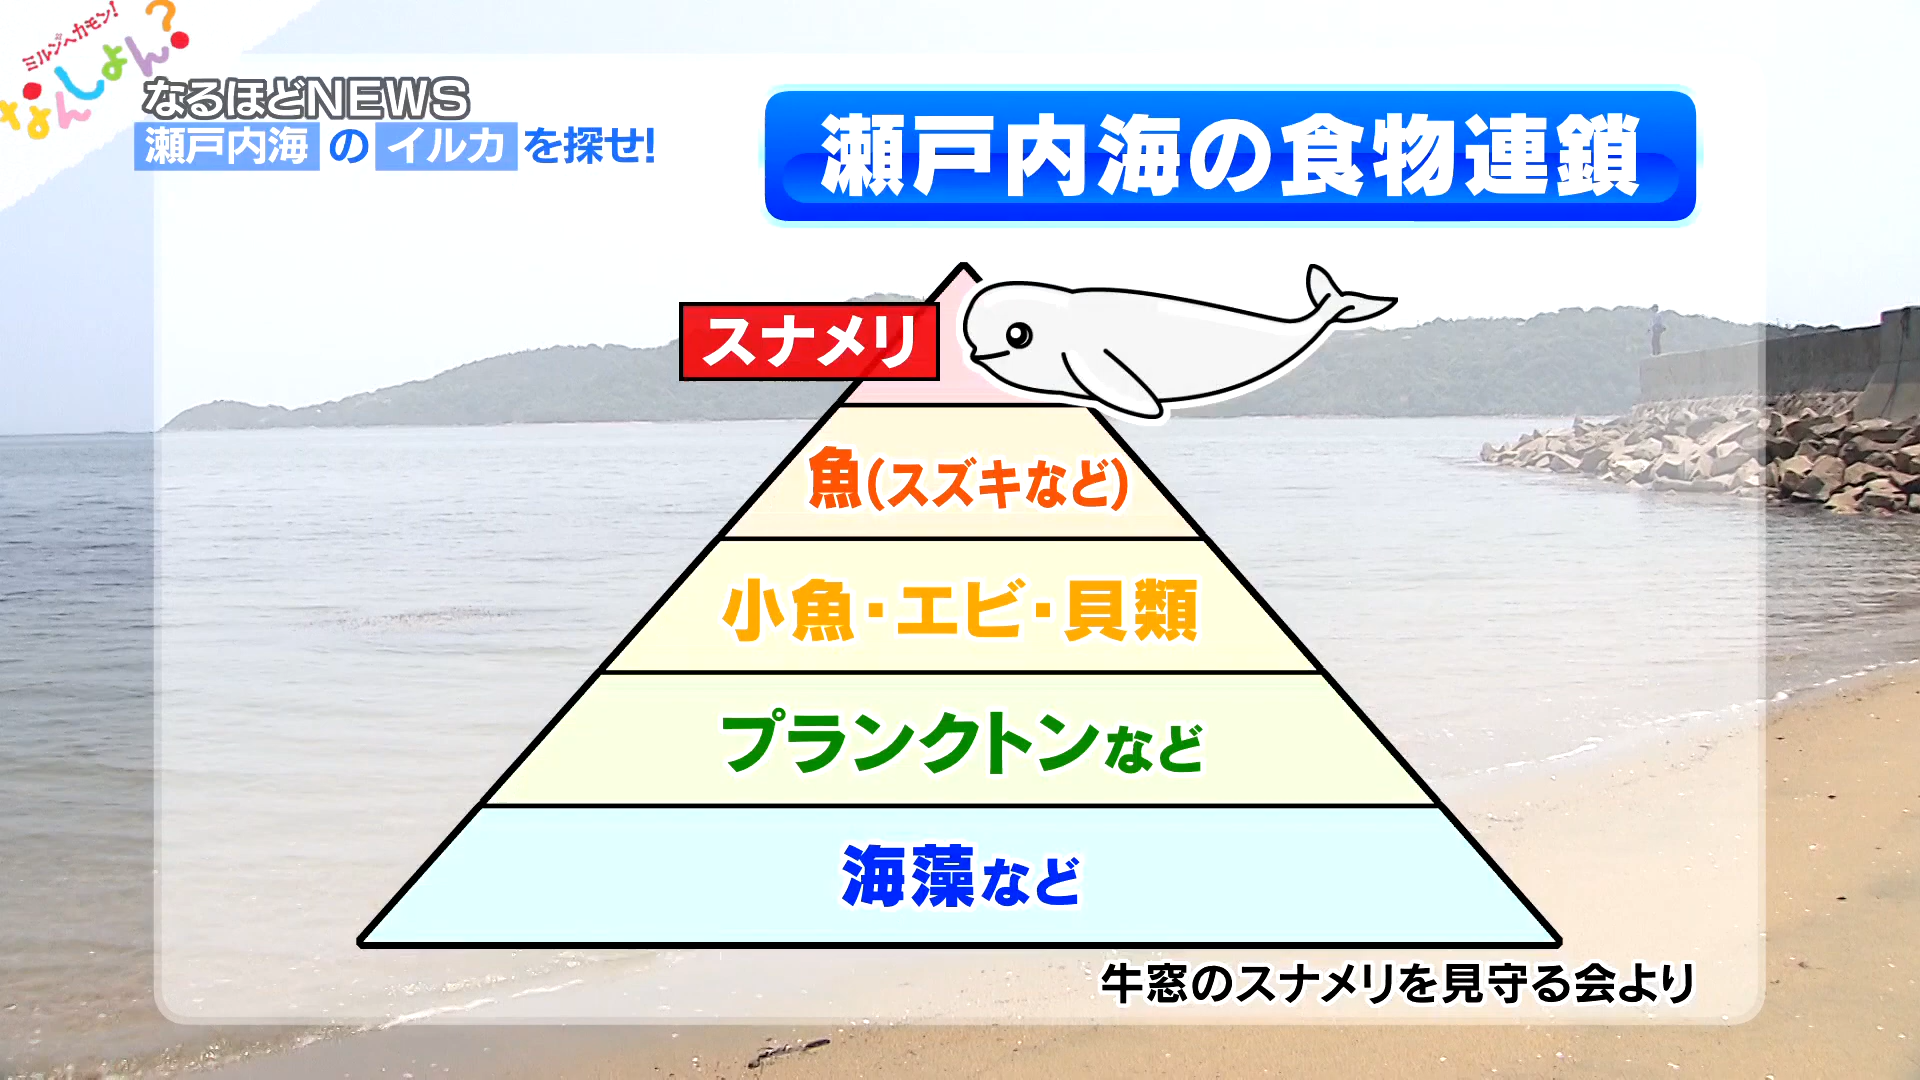 ミルンヘカモン!
なんしょん?
なるほどNEWS
瀬戸内海のイルカを探せ!
瀬戸内海の食物連鎖
スナメリ
魚(スズキなど)
小魚・エビ・貝類
プランクトンなど
海藻など
牛窓のスナメリを見守る会より